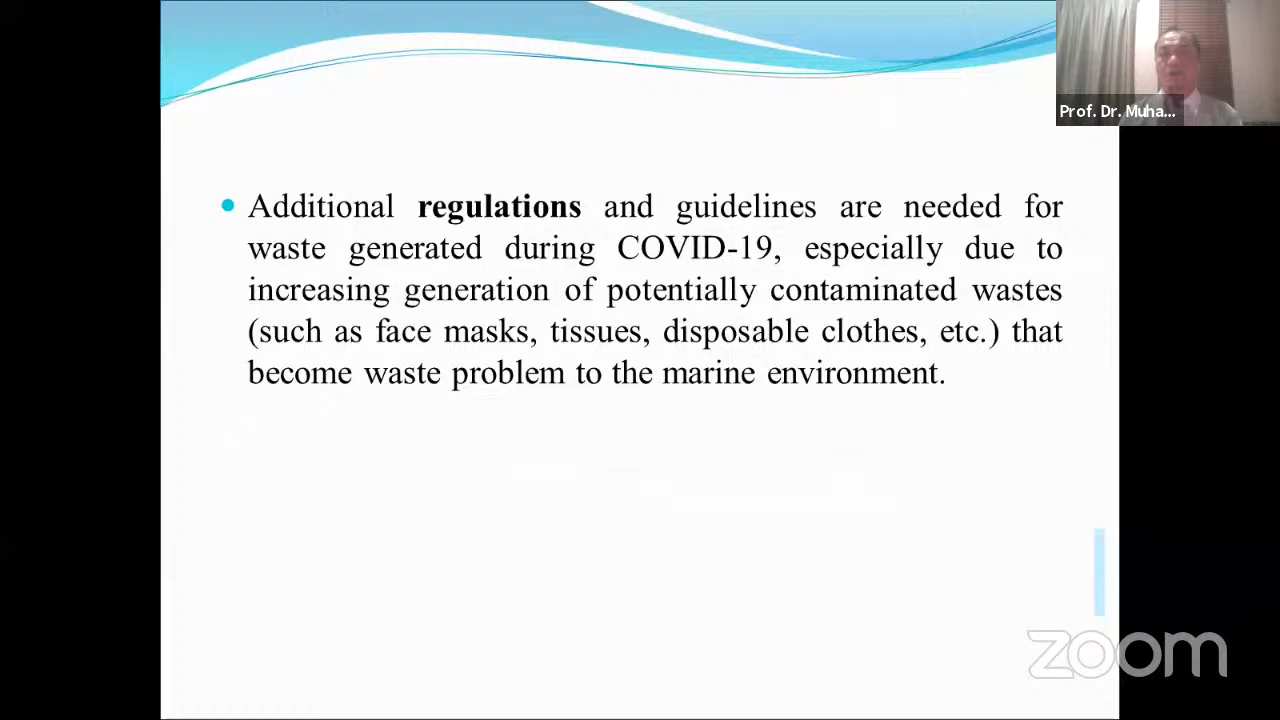 Prof. Dr. Muha...
• Additional regulations and guidelines are needed for
waste generated during COVID-19, especially due to
increasing generation of potentially contaminated wastes
(such as face masks, tissues, disposable clothes, etc.) that
become waste problem to the marine environment.
zoom